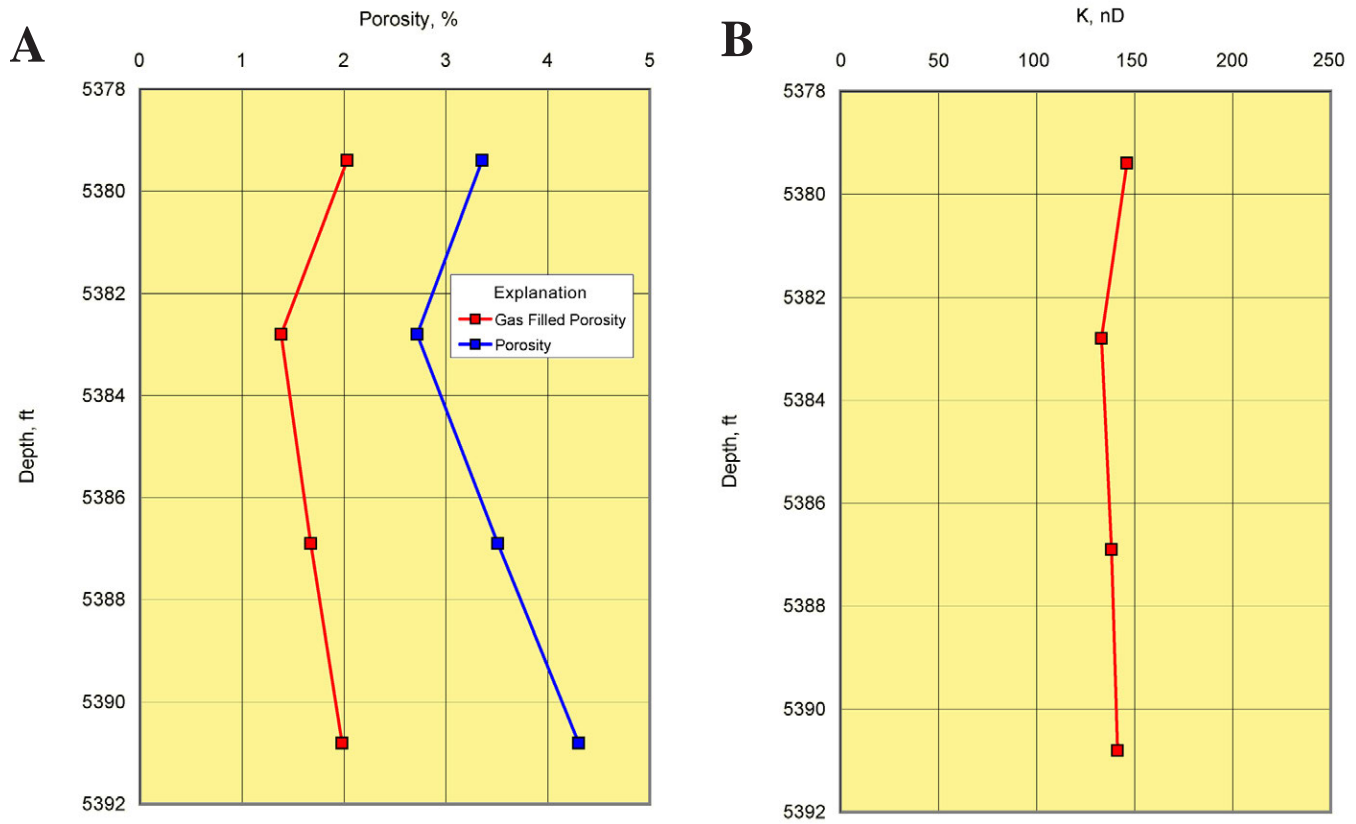 A
Porosity, %
0 1 2 3 4 5
5378
5380
5382
5384
5386
5388
5390
5392
Depth, ft
Explanation
Gas Filled Porosity
Porosity
B
K, nD
0 50 100 150 200 250
5378
5380
5382
5384
5386
5388
5390
5392
Depth, ft